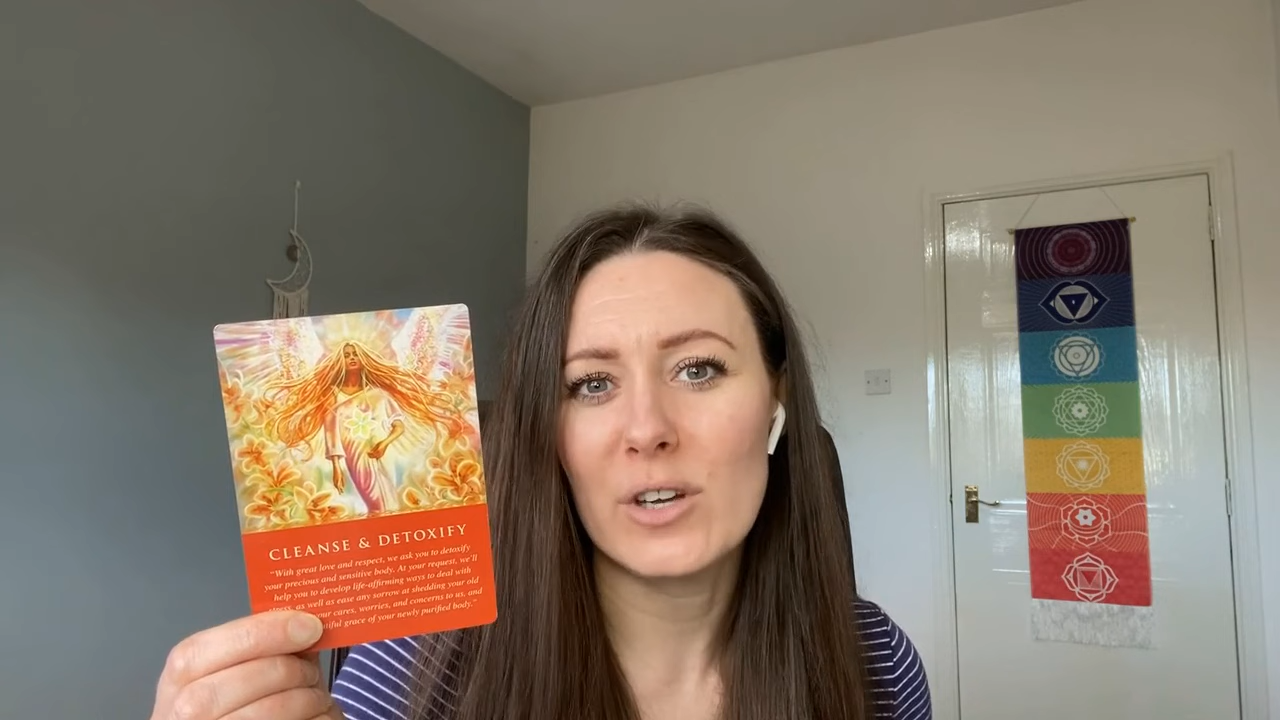 CLEANSE & DETOXIFY
"With great love and respect, we ask you to detoxify
your precious and sensitive body. At your request, we'll
help you to develop life-affirming ways to deal with
stress, as well as ease any sorrow at shedding your old
your cares, worries, and concerns to us, and
grace of your newly purified body."